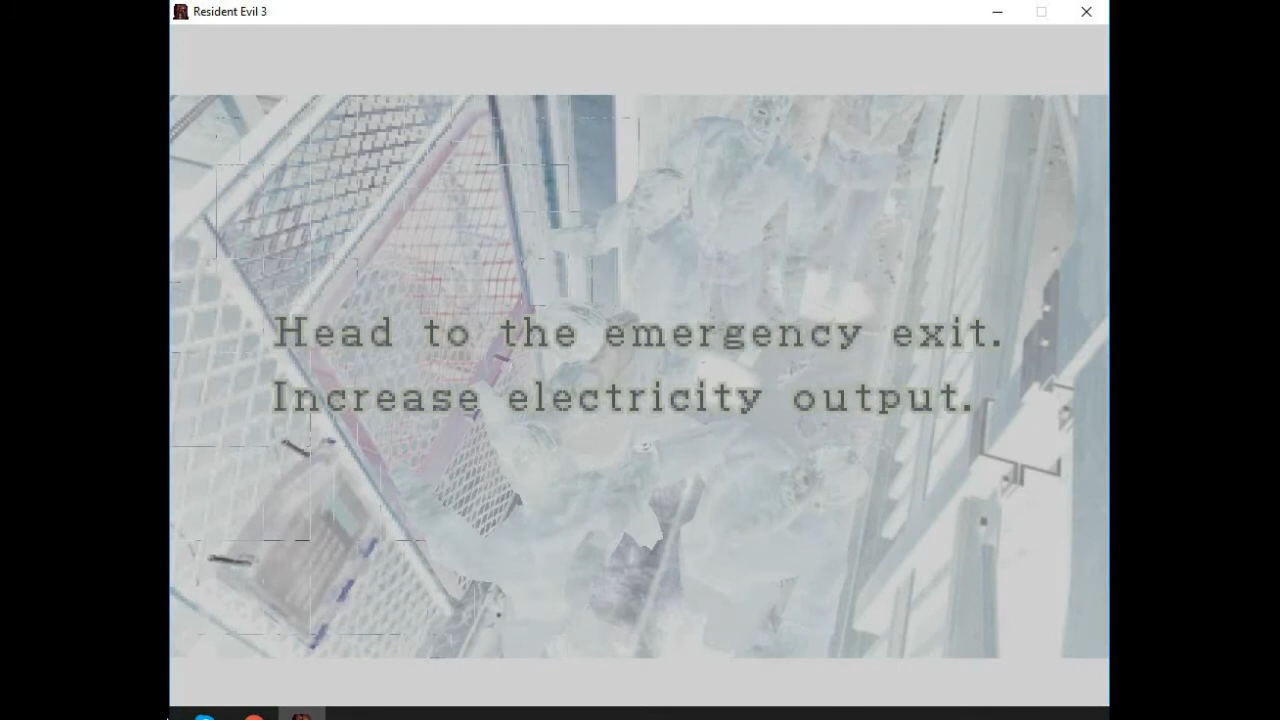 Resident Evil 3
Head to the emergency exit.
Increase electricity output.